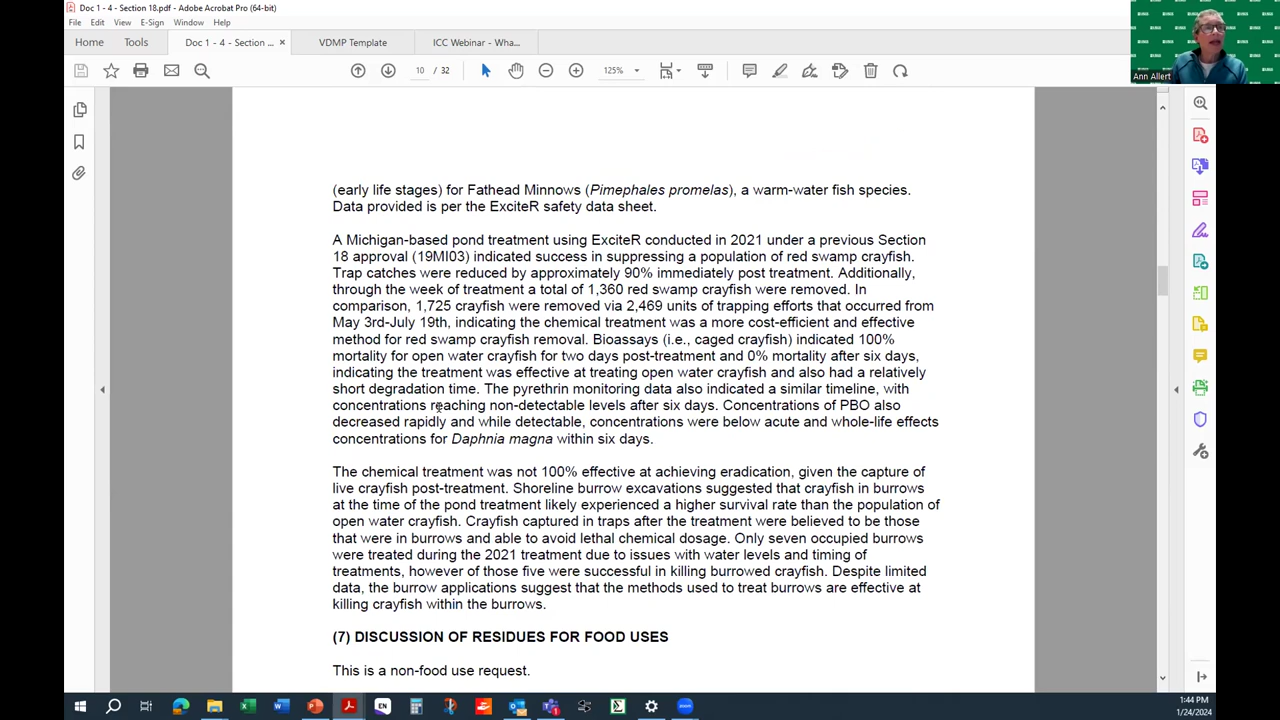 Doc 1 - 4 - Section 18.pdf - Adobe Acrobat Pro (64-bit)
File Edit View E-Sign Window Help
Home Tools Doc 1 - 4 - Section ... × VDMP Template ICC Webinar - Wha...
10 / 32 125%
Ann Allert
(early life stages) for Fathead Minnows (Pimephales promelas), a warm-water fish species.
Data provided is per the ExciteR safety data sheet.
A Michigan-based pond treatment using ExciteR conducted in 2021 under a previous Section
18 approval (19MI03) indicated success in suppressing a population of red swamp crayfish.
Trap catches were reduced by approximately 90% immediately post treatment. Additionally,
through the week of treatment a total of 1,360 red swamp crayfish were removed. In
comparison, 1,725 crayfish were removed via 2,469 units of trapping efforts that occurred from
May 3rd-July 19th, indicating the chemical treatment was a more cost-efficient and effective
method for red swamp crayfish removal. Bioassays (i.e., caged crayfish) indicated 100%
mortality for open water crayfish for two days post-treatment and 0% mortality after six days,
indicating the treatment was effective at treating open water crayfish and also had a relatively
short degradation time. The pyrethrin monitoring data also indicated a similar timeline, with
concentrations reaching non-detectable levels after six days. Concentrations of PBO also
decreased rapidly and while detectable, concentrations were below acute and whole-life effects
concentrations for Daphnia magna within six days.
The chemical treatment was not 100% effective at achieving eradication, given the capture of
live crayfish post-treatment. Shoreline burrow excavations suggested that crayfish in burrows
at the time of the pond treatment likely experienced a higher survival rate than the population of
open water crayfish. Crayfish captured in traps after the treatment were believed to be those
that were in burrows and able to avoid lethal chemical dosage. Only seven occupied burrows
were treated during the 2021 treatment due to issues with water levels and timing of
treatments, however of those five were successful in killing burrowed crayfish. Despite limited
data, the burrow applications suggest that the methods used to treat burrows are effective at
killing crayfish within the burrows.
(7) DISCUSSION OF RESIDUES FOR FOOD USES
This is a non-food use request.
1:44 PM
1/24/2024